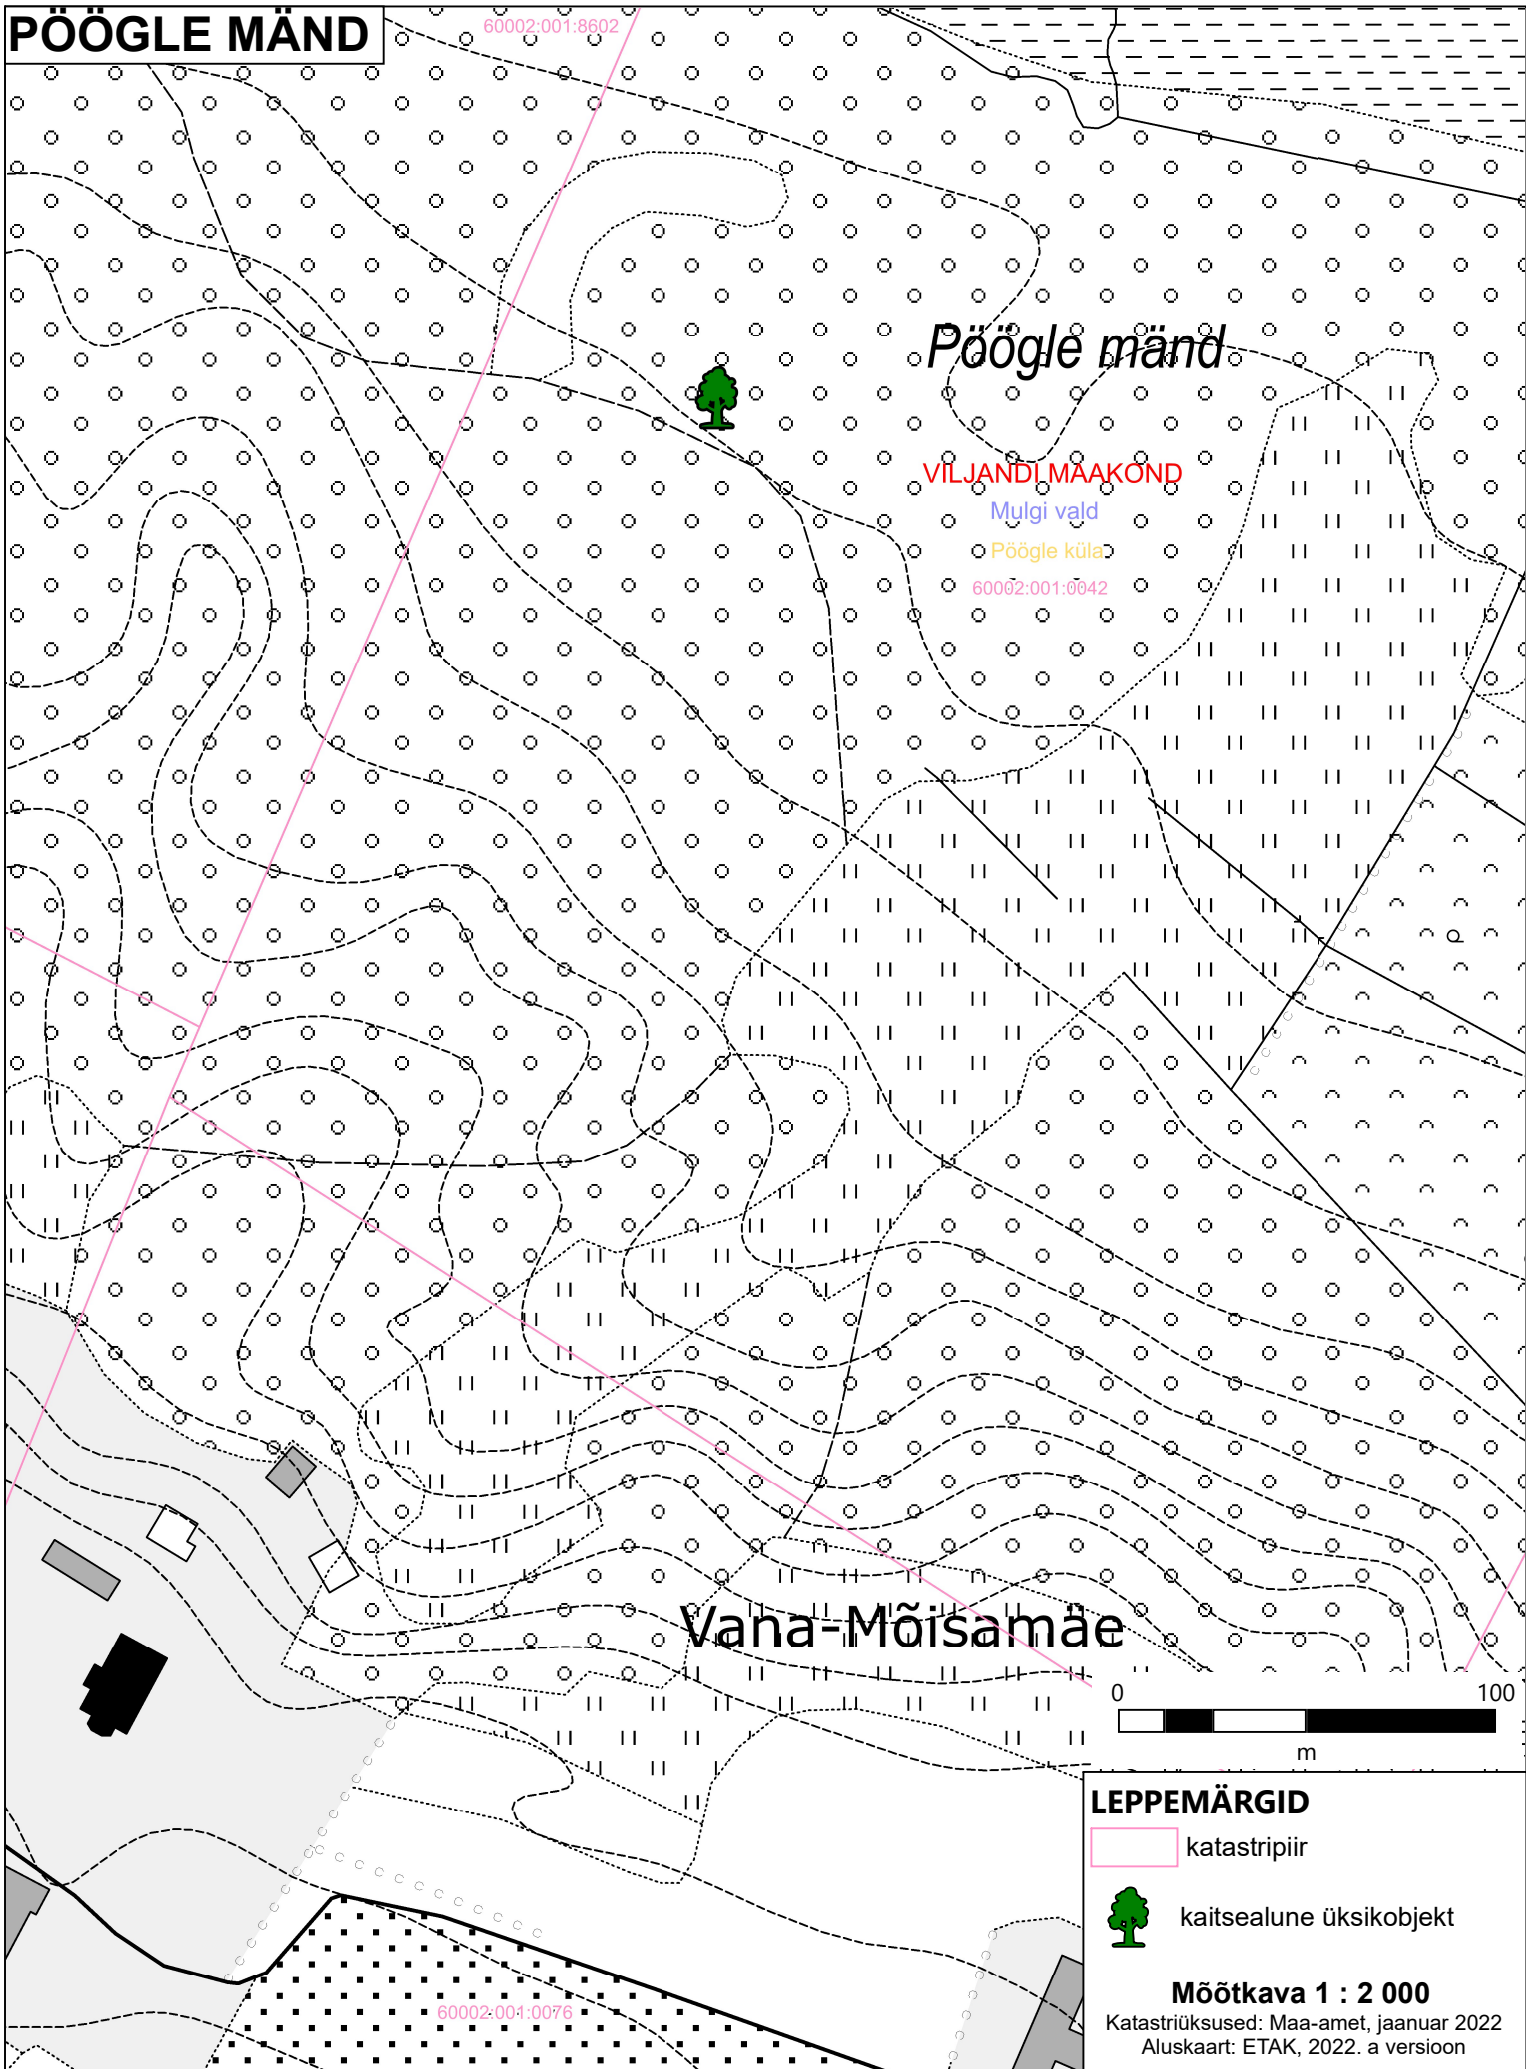 PÖÖGLE MÄND
60002:001:8602
Pöögle mänd
VILJANDI MAAKOND
Mulgi vald
Pöögle küla
60002:001:0042
Vana-Mõisamäe
0 100
m
LEPPEMÄRGID
katastripiir
kaitsealune üksikobjekt
Mõõtkava 1 : 2 000
Katastriüksused: Maa-amet, jaanuar 2022
Aluskaart: ETAK, 2022. a versioon
60002:001:0076